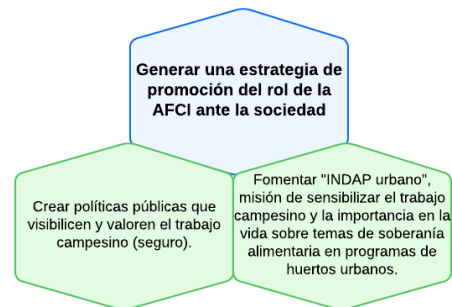 Generar una estrategia de
promoción del rol de la
AFCI ante la sociedad
Crear políticas públicas que
visibilicen y valoren el trabajo
campesino (seguro).
Fomentar "INDAP urbano",
misión de sensibilizar el trabajo
campesino y la importancia en la
vida sobre temas de soberanía
alimentaria en programas de
huertos urbanos.